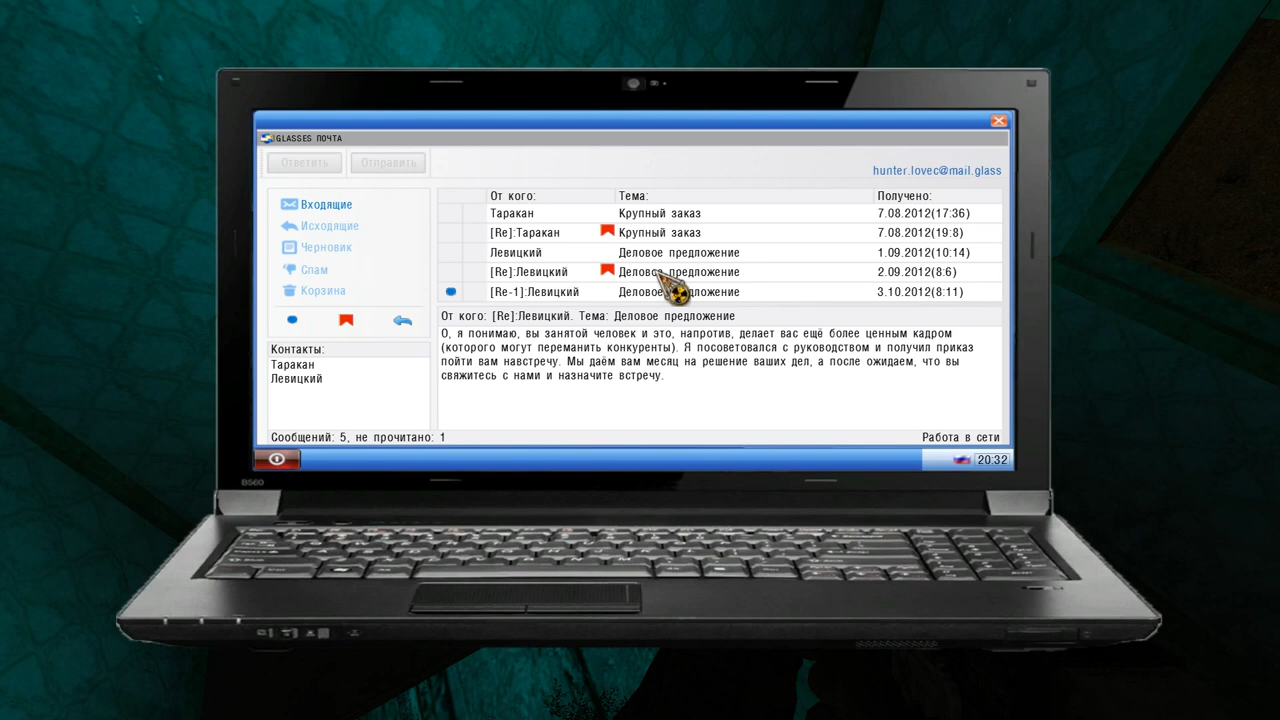 GLASSES ПОЧТА
Ответить Отправить
hunter.lovec@mail.glass
Входящие
Исходящие
Черновик
Спам
Корзина
Контакты:
Таракан
Левицкий
От кого: Тема: Получено:
Таракан Крупный заказ 7.08.2012(17:36)
[Re]:Таракан Крупный заказ 7.08.2012(19:8)
Левицкий Деловое предложение 1.09.2012(10:14)
[Re]:Левицкий Деловое предложение 2.09.2012(8:6)
[Re-1]:Левицкий Деловое предложение 3.10.2012(8:11)
От кого: [Re]:Левицкий. Тема: Деловое предложение
О, я понимаю, вы занятой человек и это, напротив, делает вас ещё более ценным кадром
(которого могут переманить конкуренты). Я посоветовался с руководством и получил приказ
пойти вам навстречу. Мы даём вам месяц на решение ваших дел, а после ожидаем, что вы
свяжитесь с нами и назначите встречу.
Сообщений: 5, не прочитано: 1 Работа в сети
20:32
B560